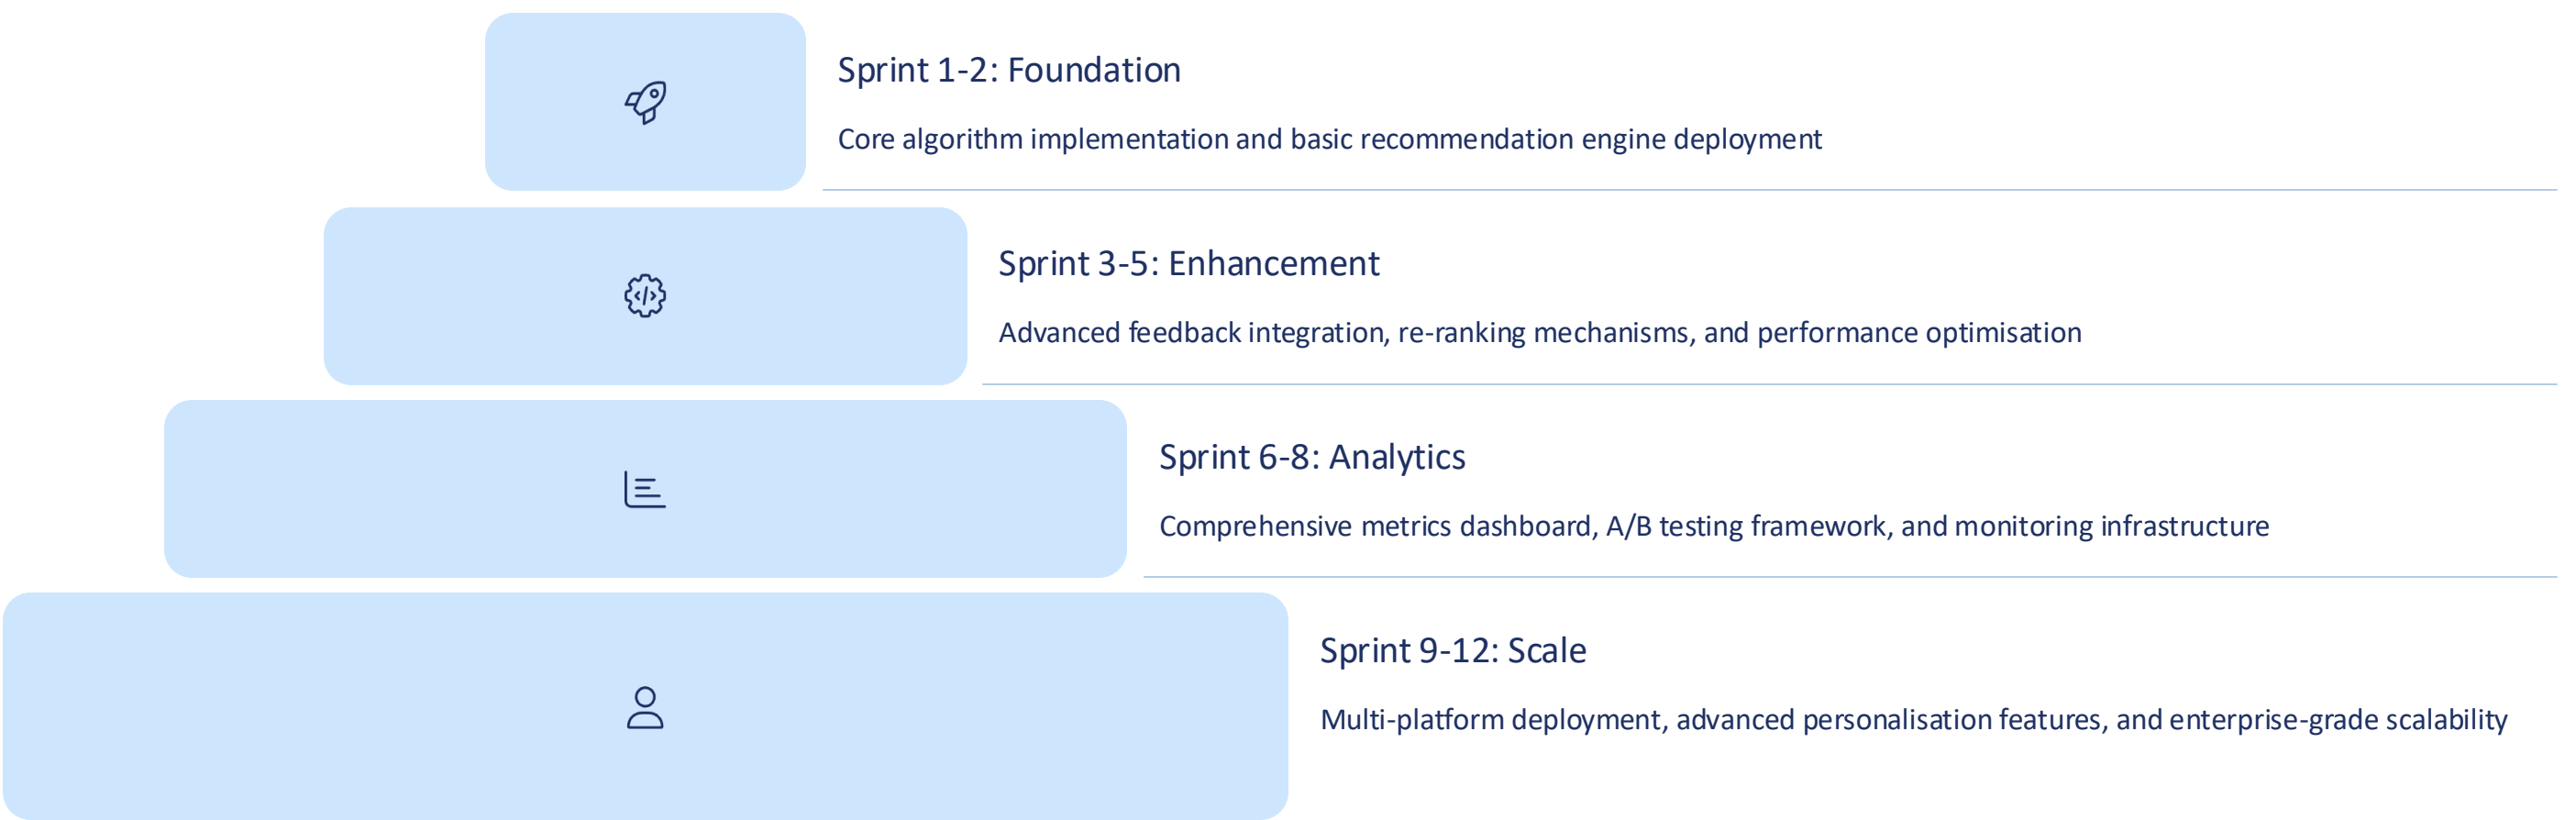 Sprint 1-2: Foundation
Core algorithm implementation and basic recommendation engine deployment
Sprint 3-5: Enhancement
Advanced feedback integration, re-ranking mechanisms, and performance optimisation
Sprint 6-8: Analytics
Comprehensive metrics dashboard, A/B testing framework, and monitoring infrastructure
Sprint 9-12: Scale
Multi-platform deployment, advanced personalisation features, and enterprise-grade scalability